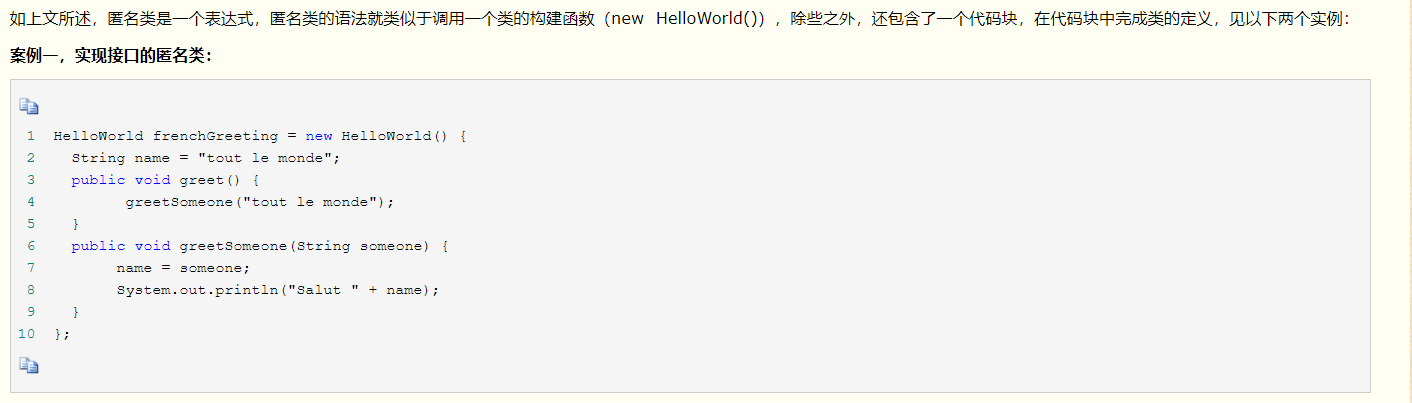 如上文所述，匿名类是一个表达式，匿名类的语法就类似于调用一个类的构建函数（new HelloWorld()），除些之外，还包含了一个代码块，在代码块中完成类的定义，见以下两个实例：
案例一，实现接口的匿名类：
1 HelloWorld frenchGreeting = new HelloWorld() {
2   String name = "tout le monde";
3   public void greet() {
4         greetSomeone("tout le monde");
5   }
6   public void greetSomeone(String someone) {
7        name = someone;
8        System.out.println("Salut " + name);
9   }
10 };